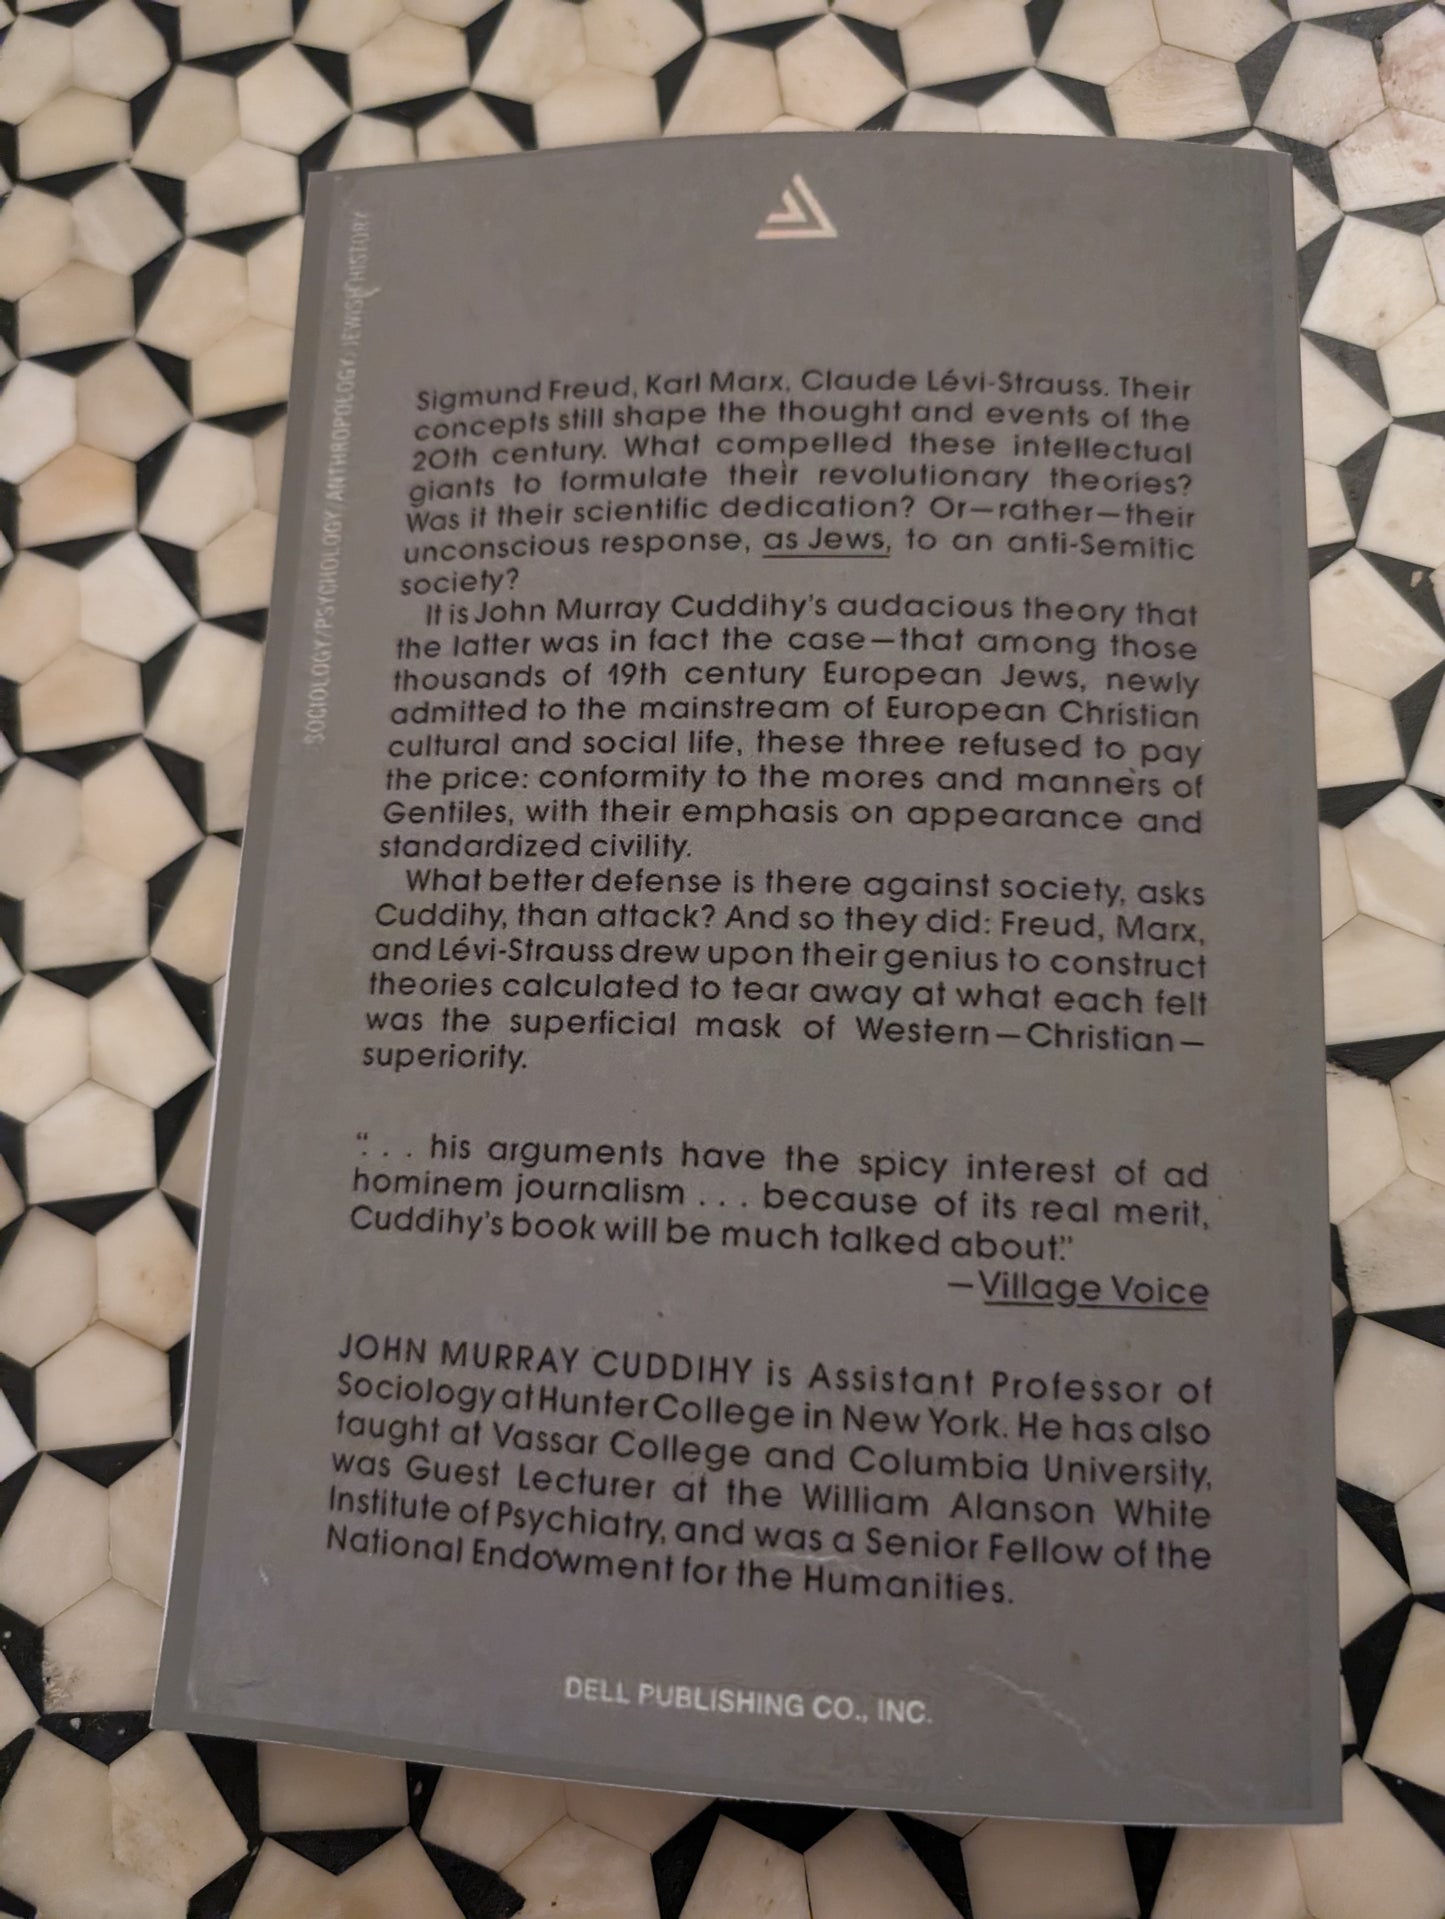 SOCIOLOGY/PSYCHOLOGY/ANTHROPOLOGY/JEWISH HISTORY
Sigmund Freud, Karl Marx, Claude Lévi-Strauss. Their
concepts still shape the thought and events of the
20th century. What compelled these intellectual
giants to formulate their revolutionary theories?
Was it their scientific dedication? Or—rather—their
unconscious response, as Jews, to an anti-Semitic
society?
It is John Murray Cuddihy's audacious theory that
the latter was in fact the case—that among those
thousands of 19th century European Jews, newly
admitted to the mainstream of European Christian
cultural and social life, these three refused to pay
the price: conformity to the mores and manners of
Gentiles, with their emphasis on appearance and
standardized civility.
What better defense is there against society, asks
Cuddihy, than attack? And so they did: Freud, Marx,
and Lévi-Strauss drew upon their genius to construct
theories calculated to tear away at what each felt
was the superficial mask of Western—Christian—
superiority.
“. . . his arguments have the spicy interest of ad
hominem journalism . . . because of its real merit,
Cuddihy's book will be much talked about.”
—Village Voice
JOHN MURRAY CUDDIHY is Assistant Professor of
Sociology at Hunter College in New York. He has also
taught at Vassar College and Columbia University,
was Guest Lecturer at the William Alanson White
Institute of Psychiatry, and was a Senior Fellow of the
National Endowment for the Humanities.
DELL PUBLISHING CO., INC.